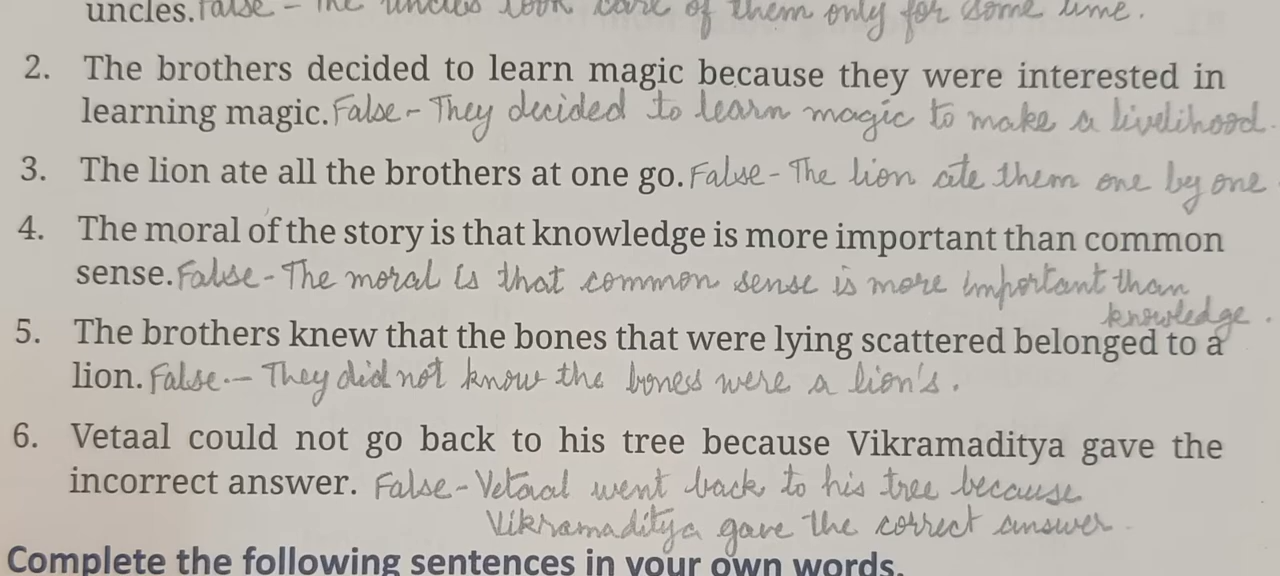 uncles. False - The uncles took care of them only for some time.
2. The brothers decided to learn magic because they were interested in
learning magic. False - They decided to learn magic to make a livelihood.
3. The lion ate all the brothers at one go. False - The lion ate them one by one
4. The moral of the story is that knowledge is more important than common
sense. False - The moral is that common sense is more important than
knowledge.
5. The brothers knew that the bones that were lying scattered belonged to a
lion. False. - They did not know the bones were a lion's.
6. Vetaal could not go back to his tree because Vikramaditya gave the
incorrect answer. False - Vetaal went back to his tree because
Vikramaditya gave the correct answer.
Complete the following sentences in your own words.